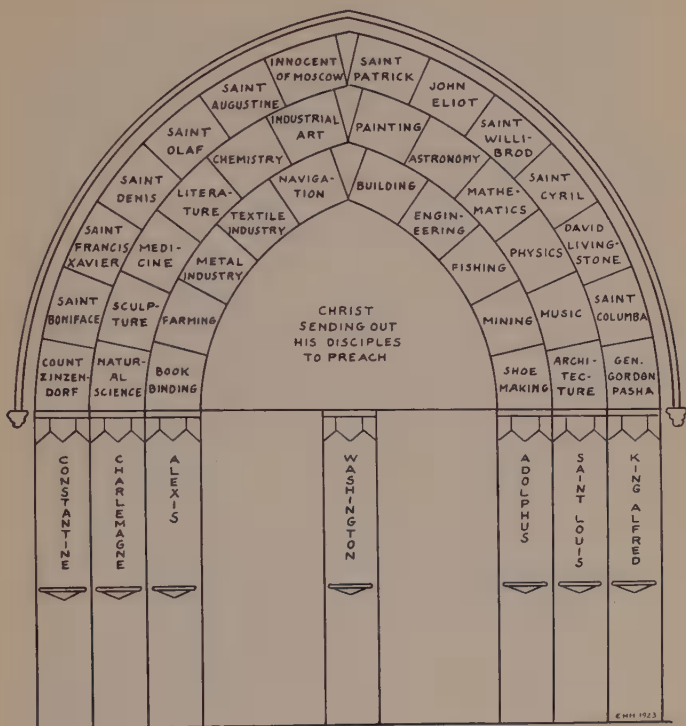 INNOCENT
OF MOSCOW
SAINT
PATRICK
SAINT
AUGUSTINE
JOHN
ELIOT
SAINT
OLAF
SAINT
WILLI-
BROD
SAINT
DENIS
SAINT
CYRIL
SAINT
FRANCIS
XAVIER
DAVID
LIVING-
STONE
SAINT
BONIFACE
SAINT
COLUMBA
COUNT
ZINZEN-
DORF
GEN.
GORDON
PASHA
INDUSTRIAL
ART
PAINTING
CHEMISTRY
ASTRONOMY
LITERA-
TURE
MATHE-
MATICS
MEDI-
CINE
PHYSICS
SCULP-
TURE
MUSIC
NATUR-
AL
SCIENCE
ARCHI-
TEC-
TURE
NAVIGA-
TION
BUILDING
TEXTILE
INDUSTRY
ENGIN-
EERING
METAL
INDUSTRY
FISHING
FARMING
MINING
BOOK
BINDING
SHOE
MAKING
CHRIST
SENDING OUT
HIS DISCIPLES
TO PREACH
CONSTANTINE
CHARLEMAGNE
ALEXIS
WASHINGTON
ADOLPHUS
SAINT LOUIS
KING ALFRED
EMH 1923